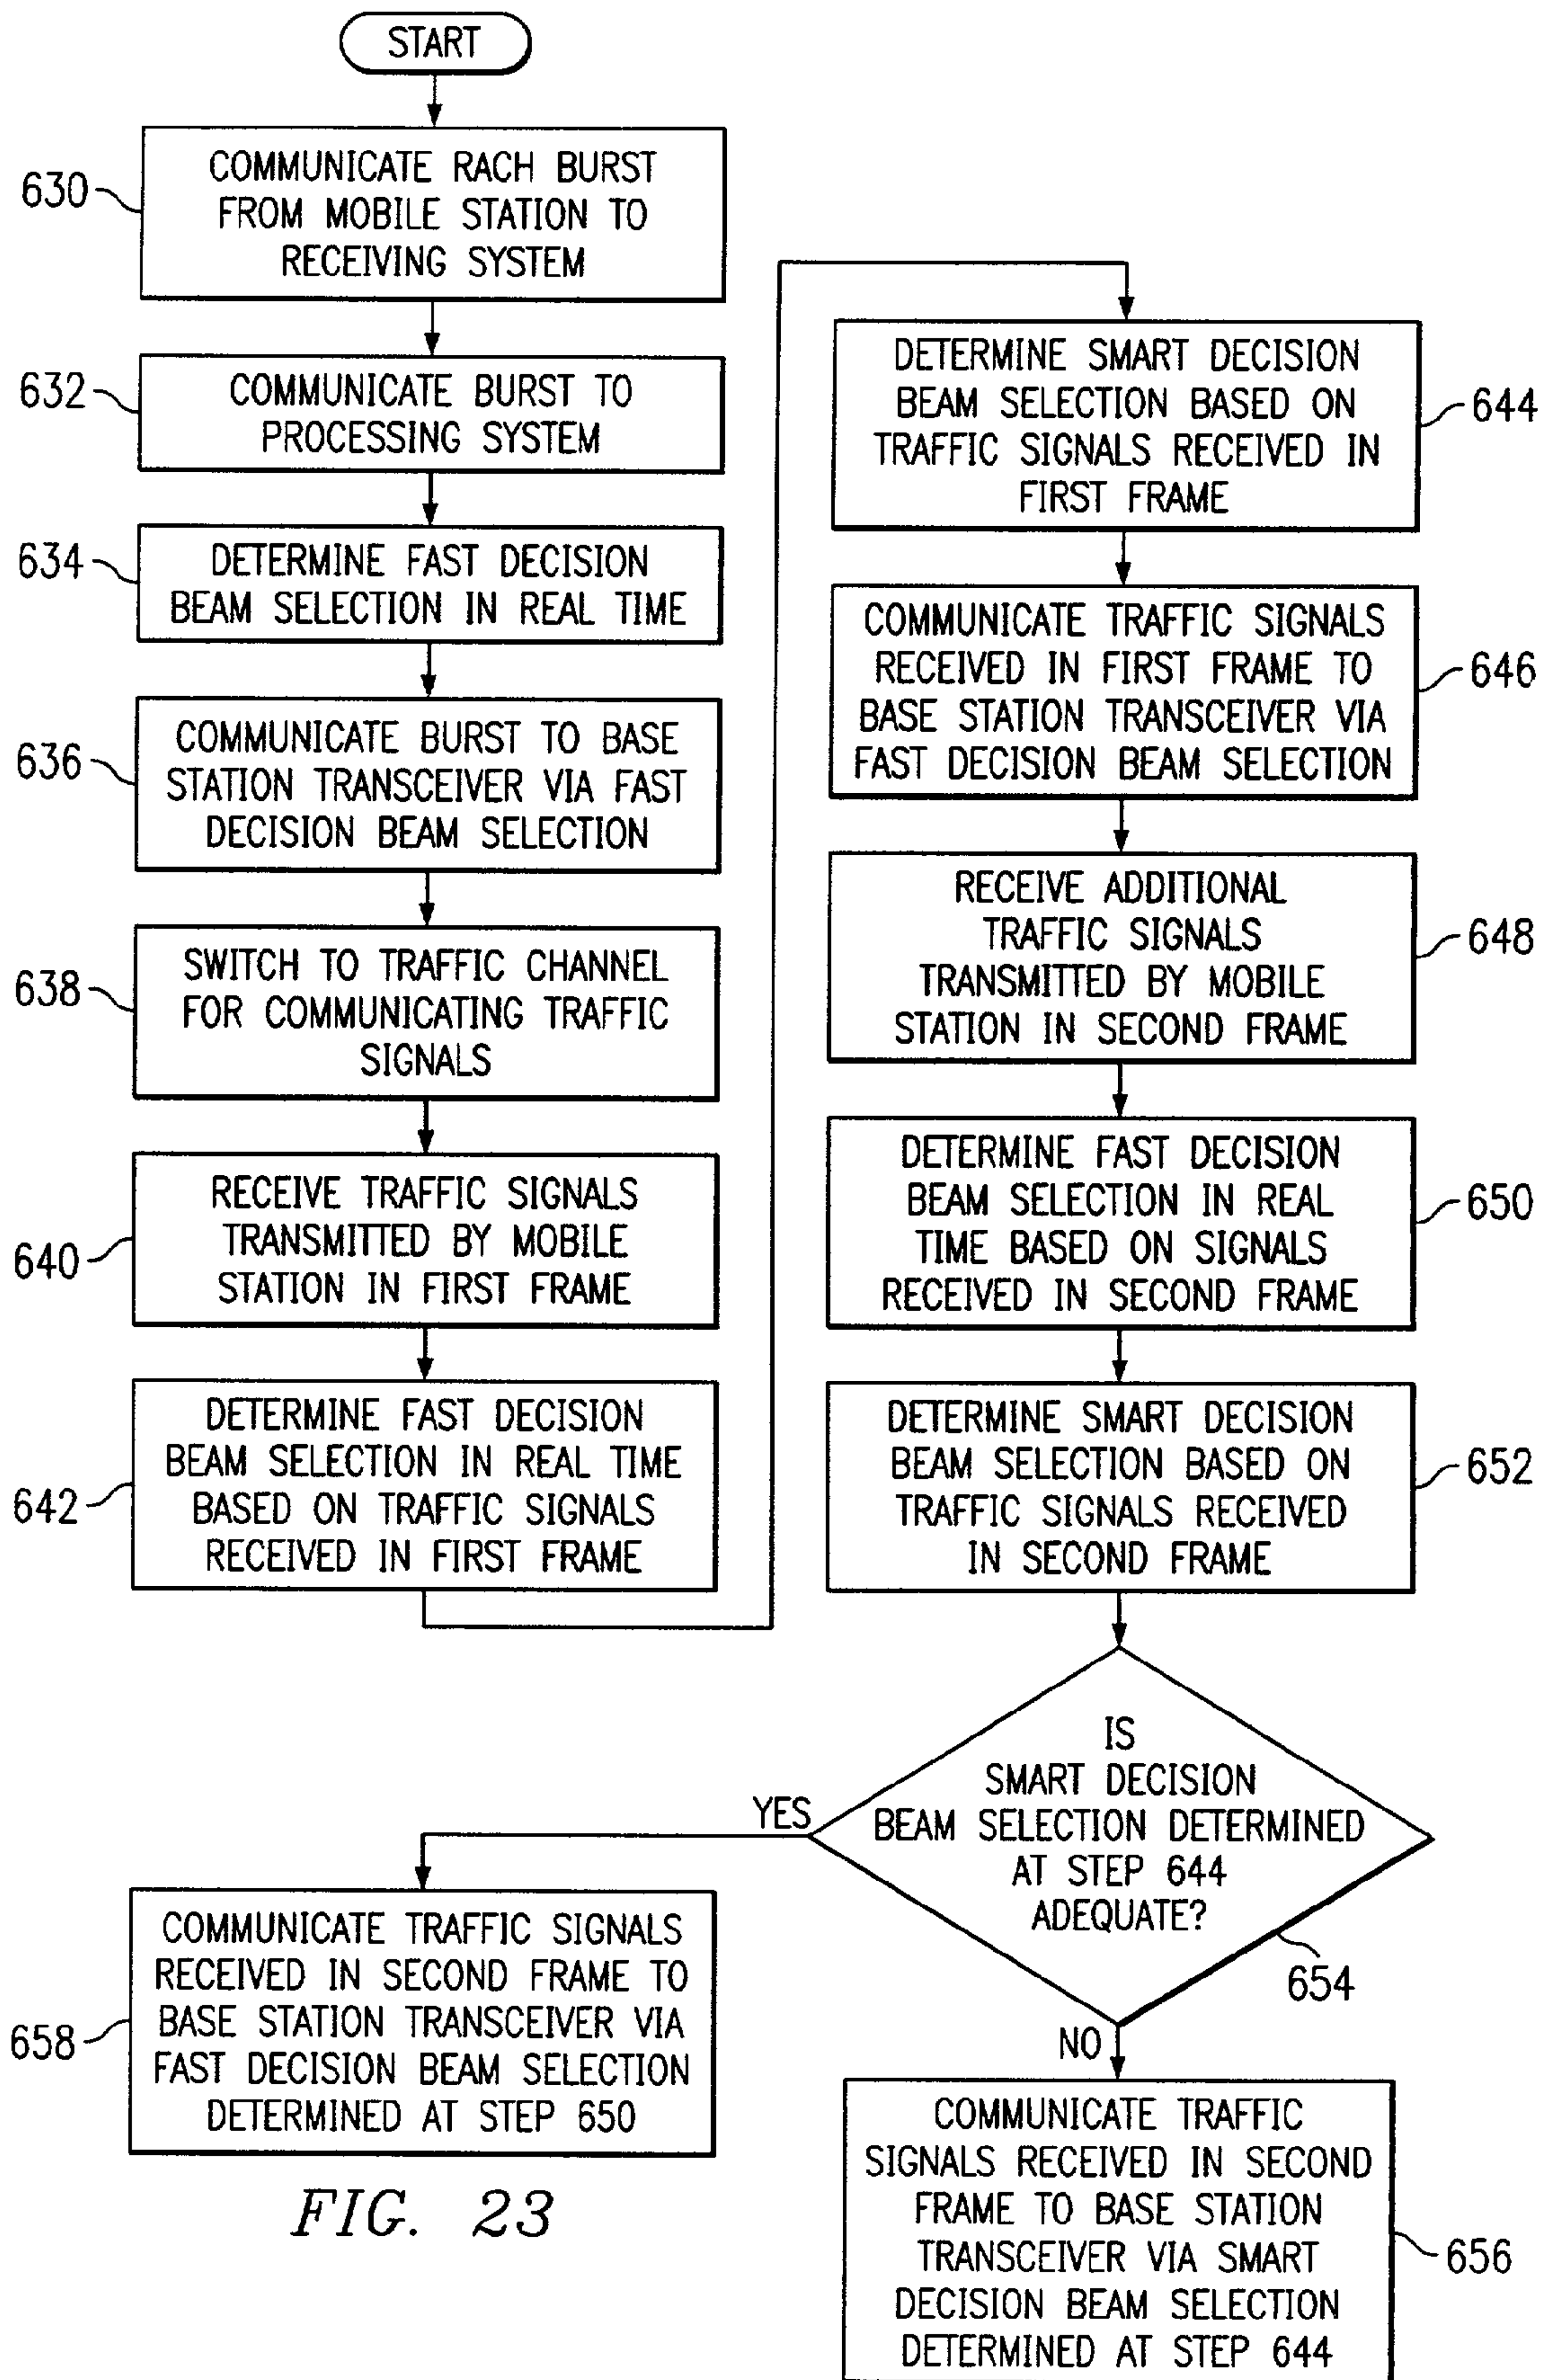 START
630
COMMUNICATE RACH BURST
FROM MOBILE STATION TO
RECEIVING SYSTEM
632
COMMUNICATE BURST TO
PROCESSING SYSTEM
634
DETERMINE FAST DECISION
BEAM SELECTION IN REAL TIME
636
COMMUNICATE BURST TO BASE
STATION TRANSCEIVER VIA FAST
DECISION BEAM SELECTION
638
SWITCH TO TRAFFIC CHANNEL
FOR COMMUNICATING TRAFFIC
SIGNALS
640
RECEIVE TRAFFIC SIGNALS
TRANSMITTED BY MOBILE
STATION IN FIRST FRAME
642
DETERMINE FAST DECISION
BEAM SELECTION IN REAL TIME
BASED ON TRAFFIC SIGNALS
RECEIVED IN FIRST FRAME
DETERMINE SMART DECISION
BEAM SELECTION BASED ON
TRAFFIC SIGNALS RECEIVED IN
FIRST FRAME
644
COMMUNICATE TRAFFIC SIGNALS
RECEIVED IN FIRST FRAME TO
BASE STATION TRANSCEIVER VIA
FAST DECISION BEAM SELECTION
646
RECEIVE ADDITIONAL
TRAFFIC SIGNALS
TRANSMITTED BY MOBILE
STATION IN SECOND FRAME
648
DETERMINE FAST DECISION
BEAM SELECTION IN REAL
TIME BASED ON SIGNALS
RECEIVED IN SECOND FRAME
650
DETERMINE SMART DECISION
BEAM SELECTION BASED ON
TRAFFIC SIGNALS RECEIVED
IN SECOND FRAME
652
IS
SMART DECISION
BEAM SELECTION DETERMINED
AT STEP 644
ADEQUATE?
654
YES
658
COMMUNICATE TRAFFIC SIGNALS
RECEIVED IN SECOND FRAME TO
BASE STATION TRANSCEIVER VIA
FAST DECISION BEAM SELECTION
DETERMINED AT STEP 650
NO
COMMUNICATE TRAFFIC
SIGNALS RECEIVED IN SECOND
FRAME TO BASE STATION
TRANSCEIVER VIA SMART
DECISION BEAM SELECTION
DETERMINED AT STEP 644
656
FIG. 23